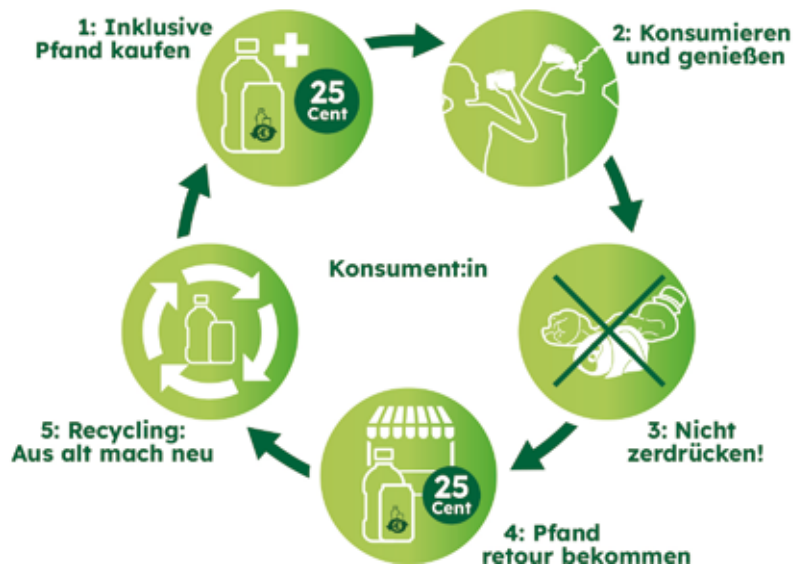 1: Inklusive
Pfand kaufen
25
Cent
2: Konsumieren
und genießen
Konsument:in
3: Nicht
zerdrücken!
25
Cent
4: Pfand
retour bekommen
5: Recycling:
Aus alt mach neu